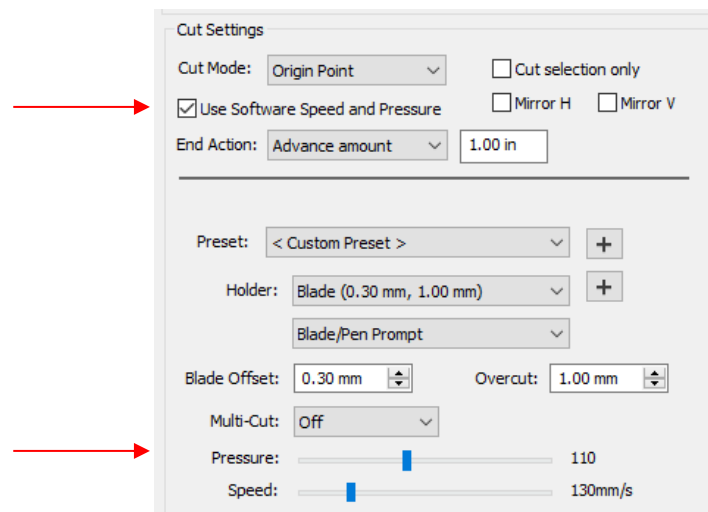 Cut Settings
Cut Mode: Origin Point Cut selection only
Use Software Speed and Pressure Mirror H Mirror V
End Action: Advance amount 1.00 in
Preset: < Custom Preset > +
Holder: Blade (0.30 mm, 1.00 mm) +
Blade/Pen Prompt
Blade Offset: 0.30 mm Overcut: 1.00 mm
Multi-Cut: Off
Pressure: 110
Speed: 130mm/s